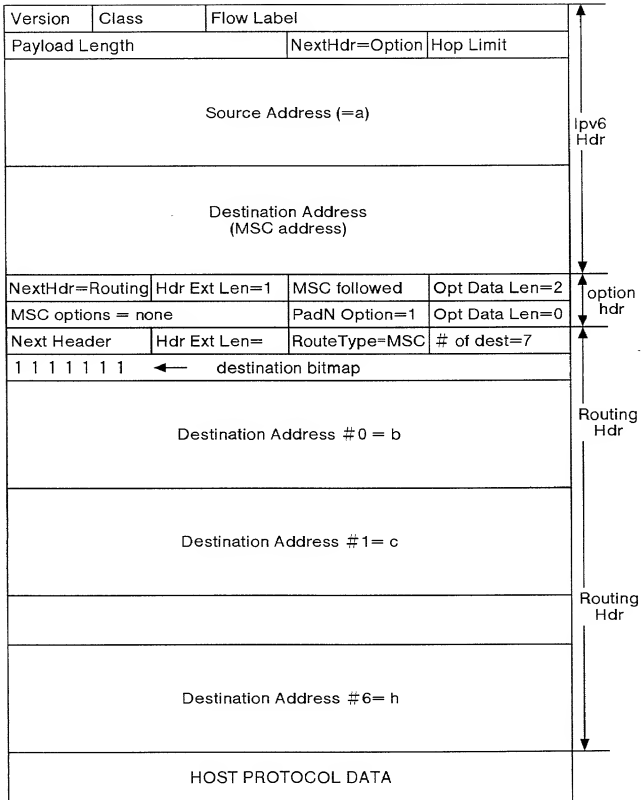 Version Class Flow Label
Payload Length NextHdr=Option Hop Limit
Source Address (=a)
Ipv6
Hdr
Destination Address
(MSC address)
NextHdr=Routing Hdr Ext Len=1 MSC followed Opt Data Len=2
option
hdr
MSC options = none PadN Option=1 Opt Data Len=0
Next Header Hdr Ext Len= RouteType=MSC # of dest=7
1 1 1 1 1 1 1 ← destination bitmap
Destination Address #0 = b
Routing
Hdr
Destination Address #1= c
Routing
Hdr
Destination Address #6= h
HOST PROTOCOL DATA